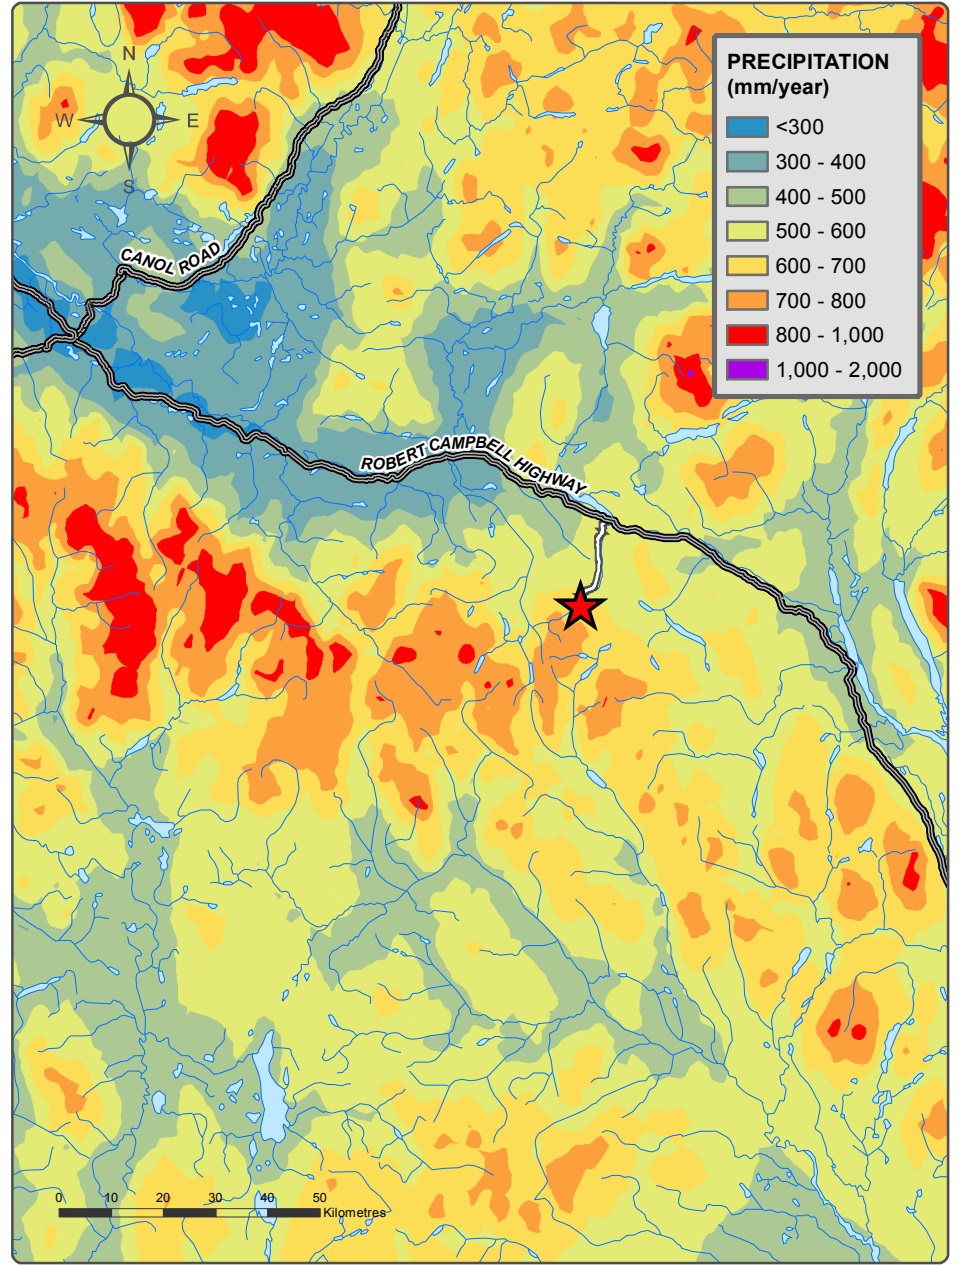 N
W E
S
PRECIPITATION
(mm/year)
<300
300 - 400
400 - 500
500 - 600
600 - 700
700 - 800
800 - 1,000
1,000 - 2,000
CANOL ROAD
ROBERT CAMPBELL HIGHWAY
0 10 20 30 40 50
Kilometres